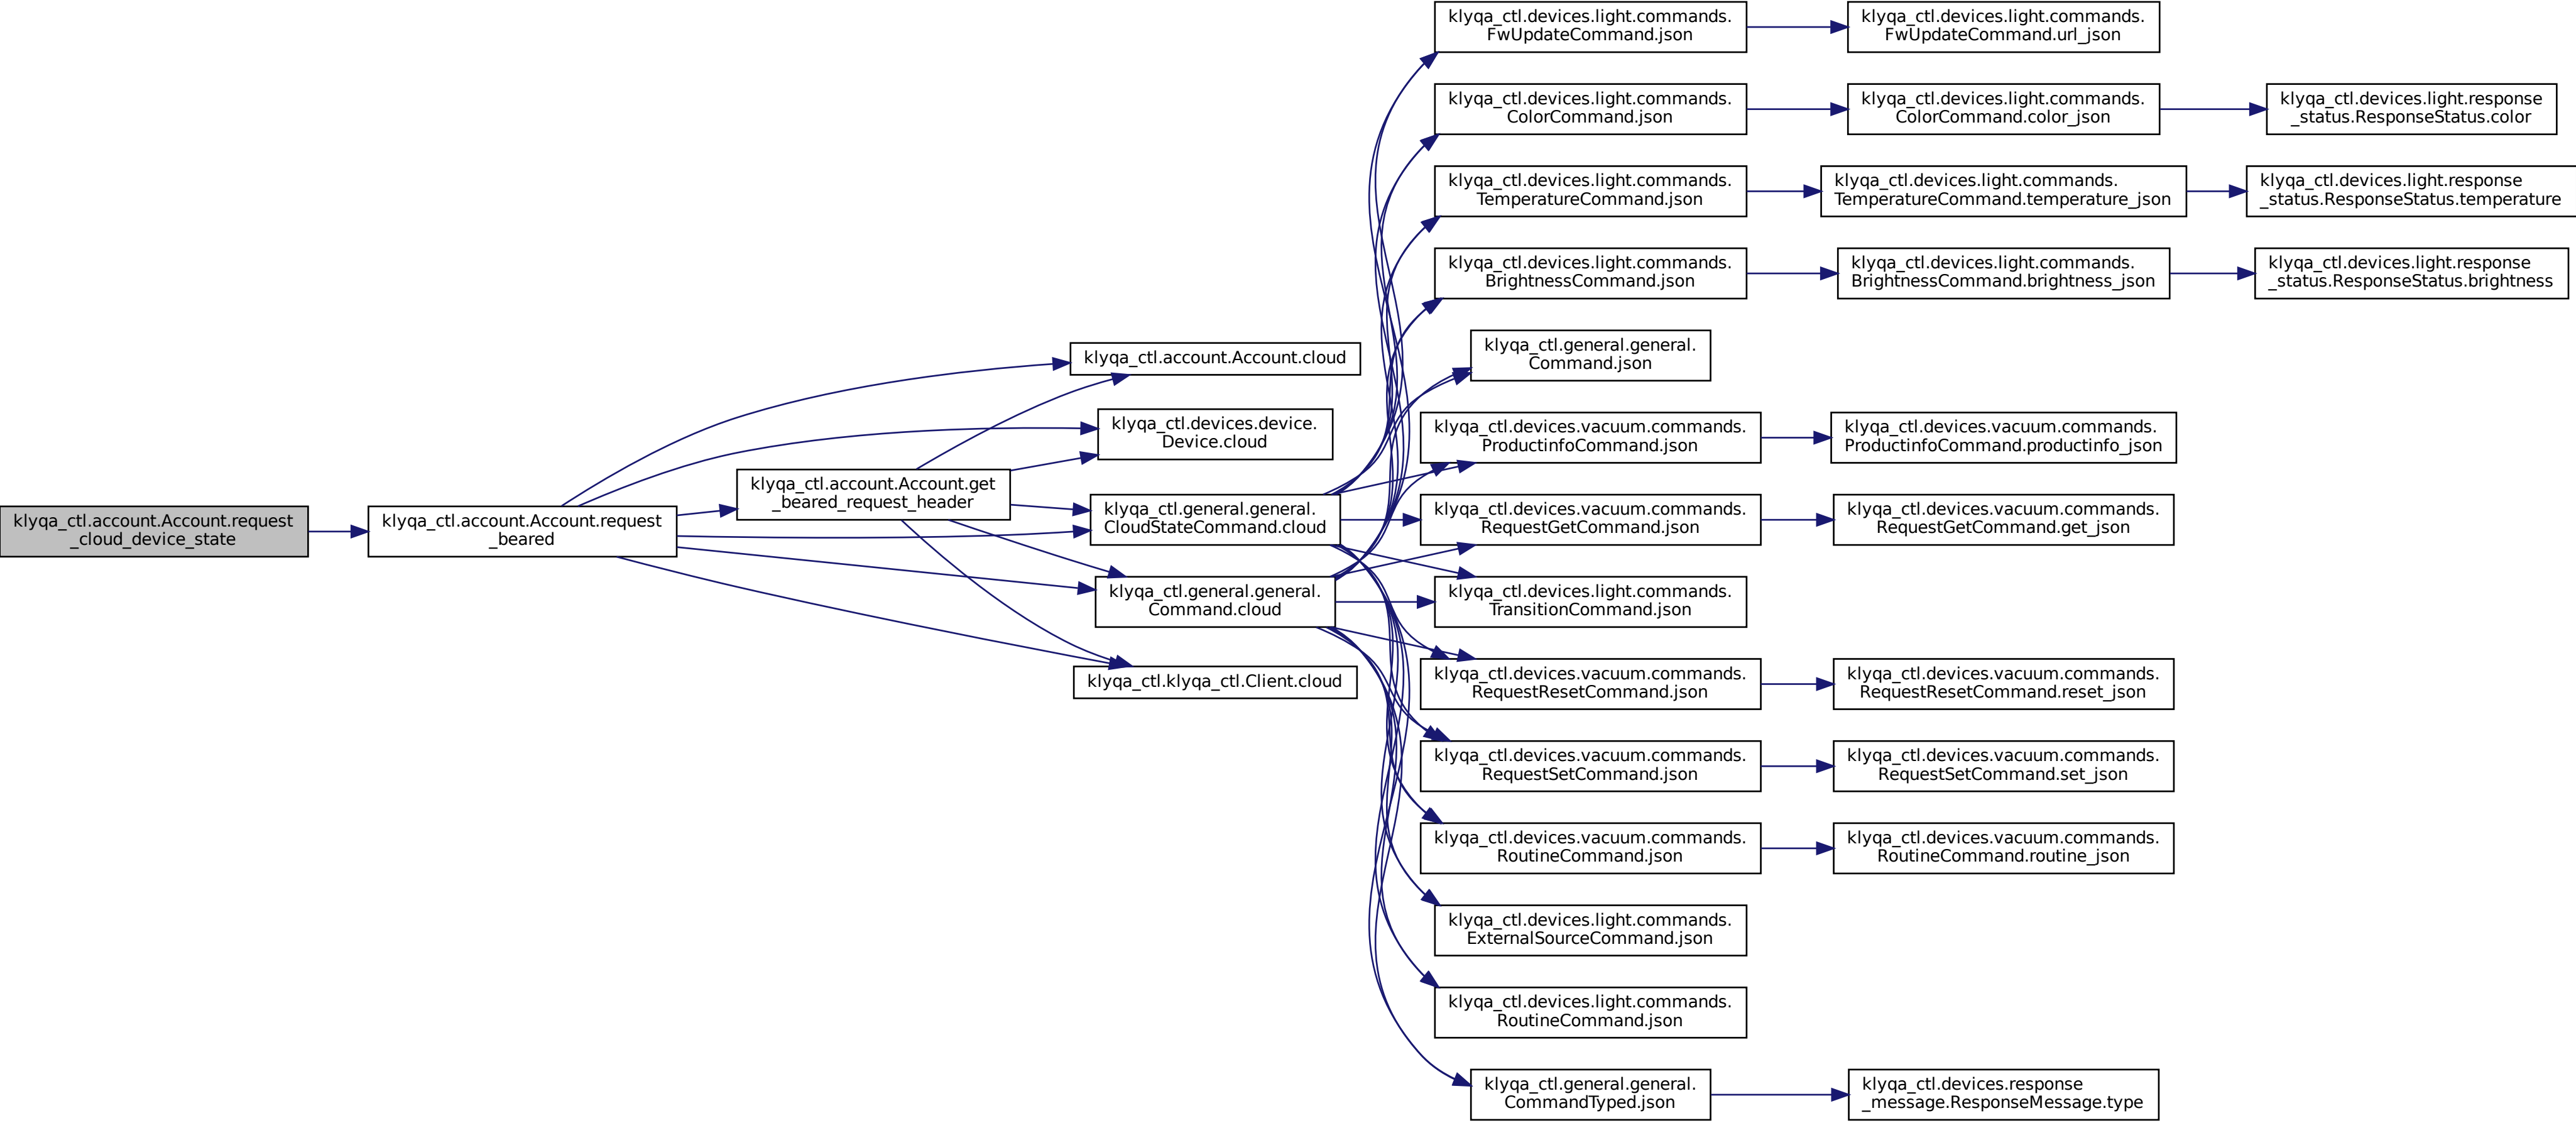 klyqa_ctl.account.Account.request
_cloud_device_state
klyqa_ctl.account.Account.request
_beared
klyqa_ctl.account.Account.get
_beared_request_header
klyqa_ctl.account.Account.cloud
klyqa_ctl.devices.device.
Device.cloud
klyqa_ctl.general.general.
CloudStateCommand.cloud
klyqa_ctl.general.general.
Command.cloud
klyqa_ctl.klyqa_ctl.Client.cloud
klyqa_ctl.devices.light.commands.
FwUpdateCommand.json
klyqa_ctl.devices.light.commands.
FwUpdateCommand.url_json
klyqa_ctl.devices.light.commands.
ColorCommand.json
klyqa_ctl.devices.light.commands.
ColorCommand.color_json
klyqa_ctl.devices.light.response
_status.ResponseStatus.color
klyqa_ctl.devices.light.commands.
TemperatureCommand.json
klyqa_ctl.devices.light.commands.
TemperatureCommand.temperature_json
klyqa_ctl.devices.light.response
_status.ResponseStatus.temperature
klyqa_ctl.devices.light.commands.
BrightnessCommand.json
klyqa_ctl.devices.light.commands.
BrightnessCommand.brightness_json
klyqa_ctl.devices.light.response
_status.ResponseStatus.brightness
klyqa_ctl.general.general.
Command.json
klyqa_ctl.devices.vacuum.commands.
ProductinfoCommand.json
klyqa_ctl.devices.vacuum.commands.
ProductinfoCommand.productinfo_json
klyqa_ctl.devices.vacuum.commands.
RequestGetCommand.json
klyqa_ctl.devices.vacuum.commands.
RequestGetCommand.get_json
klyqa_ctl.devices.light.commands.
TransitionCommand.json
klyqa_ctl.devices.vacuum.commands.
RequestResetCommand.json
klyqa_ctl.devices.vacuum.commands.
RequestResetCommand.reset_json
klyqa_ctl.devices.vacuum.commands.
RequestSetCommand.json
klyqa_ctl.devices.vacuum.commands.
RequestSetCommand.set_json
klyqa_ctl.devices.vacuum.commands.
RoutineCommand.json
klyqa_ctl.devices.vacuum.commands.
RoutineCommand.routine_json
klyqa_ctl.devices.light.commands.
ExternalSourceCommand.json
klyqa_ctl.devices.light.commands.
RoutineCommand.json
klyqa_ctl.general.general.
CommandTyped.json
klyqa_ctl.devices.response
_message.ResponseMessage.type